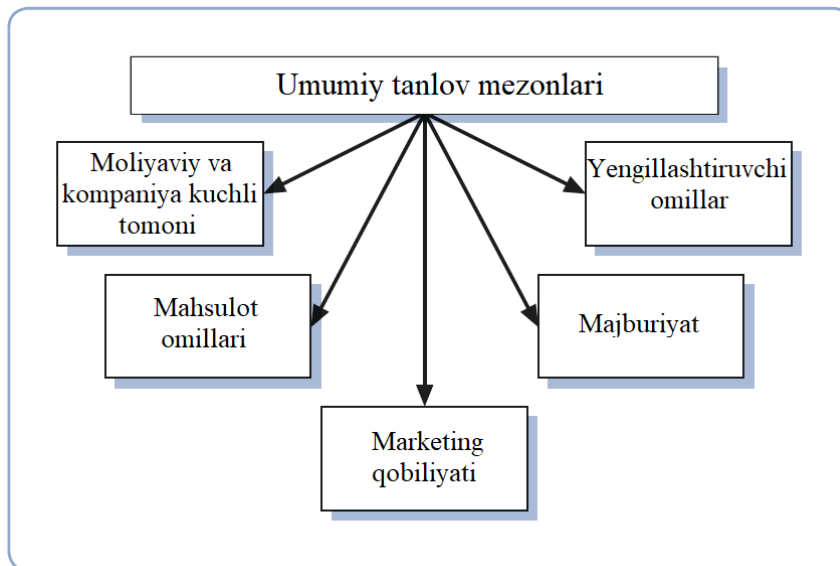 Umumiy tanlov mezonlari
Moliyaviy va
kompaniya kuchli
tomoni
Yengillashtiruvchi
omillar
Mahsulot
omillari
Majburiyat
Marketing
qobiliyati